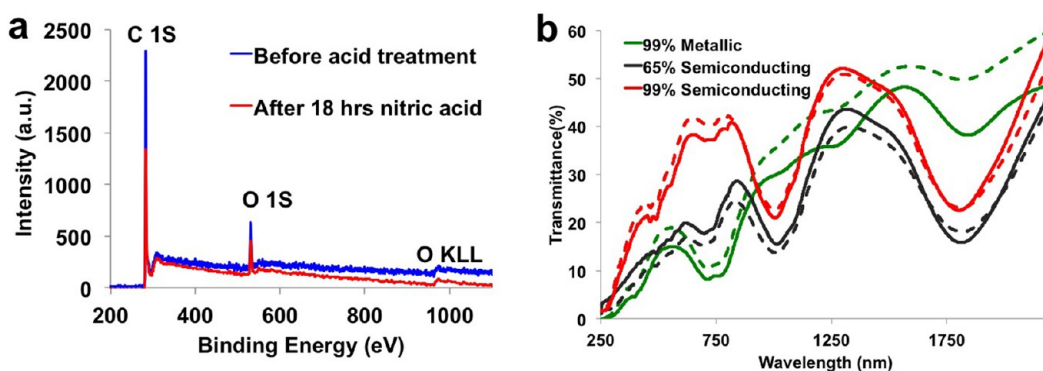 a
C 1S
Before acid treatment
After 18 hrs nitric acid
O 1S
O KLL
Intensity (a.u.)
2500
2000
1500
1000
500
0
200 400 600 800 1000
Binding Energy (eV)
b
99% Metallic
65% Semiconducting
99% Semiconducting
Transmittance(%)
60
50
40
30
20
10
0
250 750 1250 1750
Wavelength (nm)